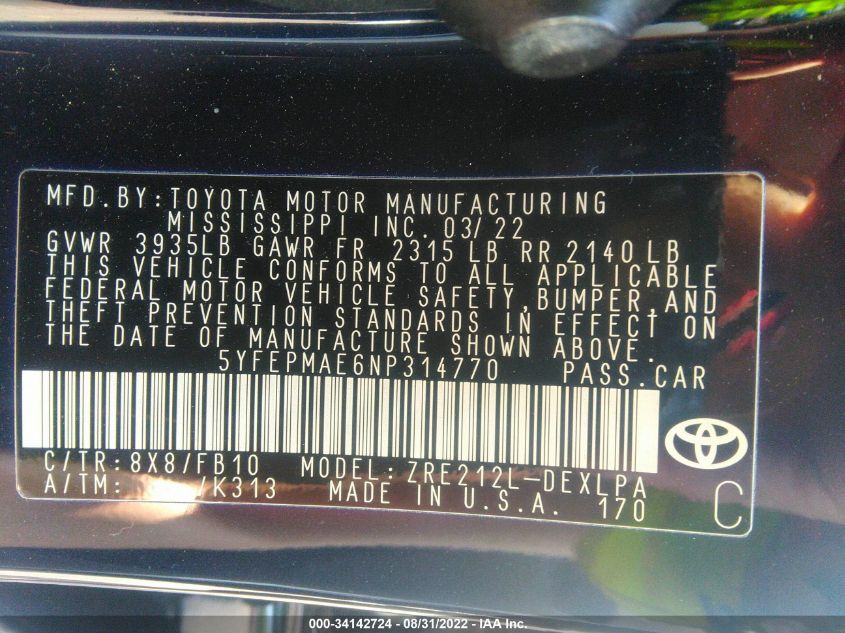 MFD.BY:TOYOTA MOTOR MANUFACTURING
MISSISSIPPI INC. 03/22
GVWR 3935LB GAWR FR 2315 LB RR 2140 LB
THIS VEHICLE CONFORMS TO ALL APPLICABLE
FEDERAL MOTOR VEHICLE SAFETY,BUMPER,AND
THEFT PREVENTION STANDARDS IN EFFECT ON
THE DATE OF MANUFACTURE SHOWN ABOVE.
5YFEPMAE6NP314770 PASS.CAR
C/TR:8X8/FB10 MODEL:ZRE212L-DEXLPA
A/TM: /K313 MADE IN U.S.A. 170
C
000-34142724 - 08/31/2022 - IAA Inc.